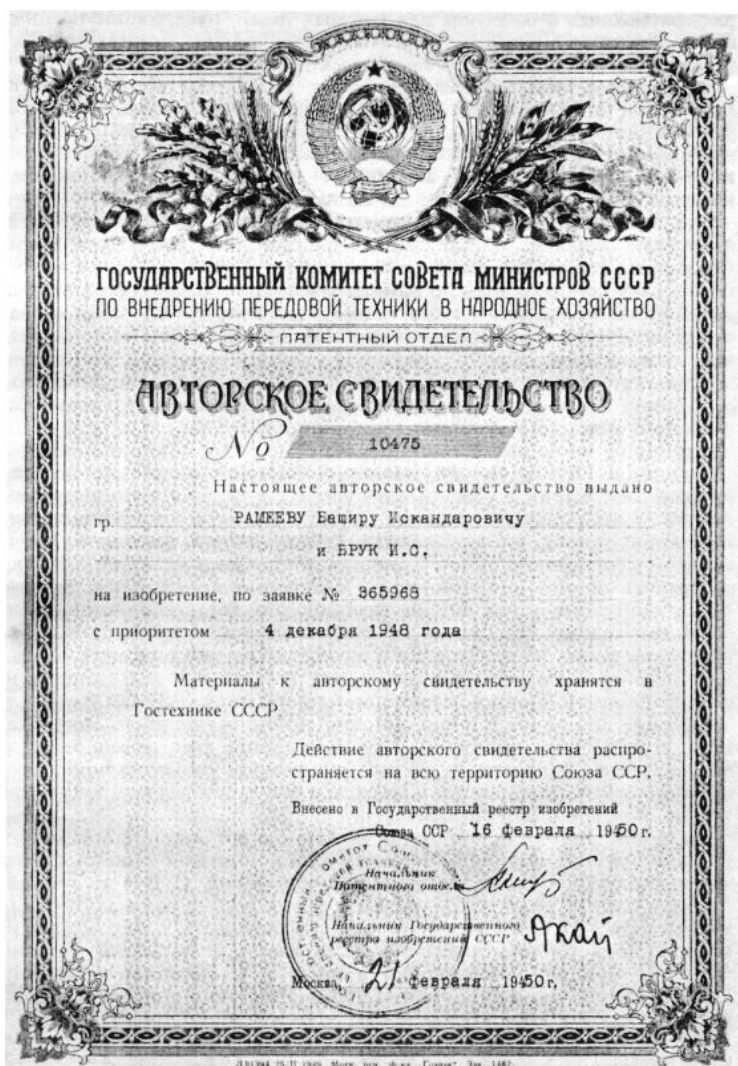 ГОСУДАРСТВЕННЫЙ КОМИТЕТ СОВЕТА МИНИСТРОВ СССР
ПО ВНЕДРЕНИЮ ПЕРЕДОВОЙ ТЕХНИКИ В НАРОДНОЕ ХОЗЯЙСТВО
ПАТЕНТНЫЙ ОТДЕЛ
АВТОРСКОЕ СВИДЕТЕЛЬСТВО
№ 10475
Настоящее авторское свидетельство выдано
гр. РАМЕЕВУ Баширу Искандаровичу
и БРУК И.С.
на изобретение, по заявке № 365968
с приоритетом 4 декабря 1948 года
Материалы к авторскому свидетельству хранятся в
Гостехнике СССР.
Действие авторского свидетельства распро-
страняется на всю территорию Союза ССР.
Внесено в Государственный реестр изобретений
Союза ССР 16 февраля 1950 г.
Начальник
Патентного отдела
Начальник Государственного
реестра изобретений СССР
Москва, 21 февраля 1950 г.